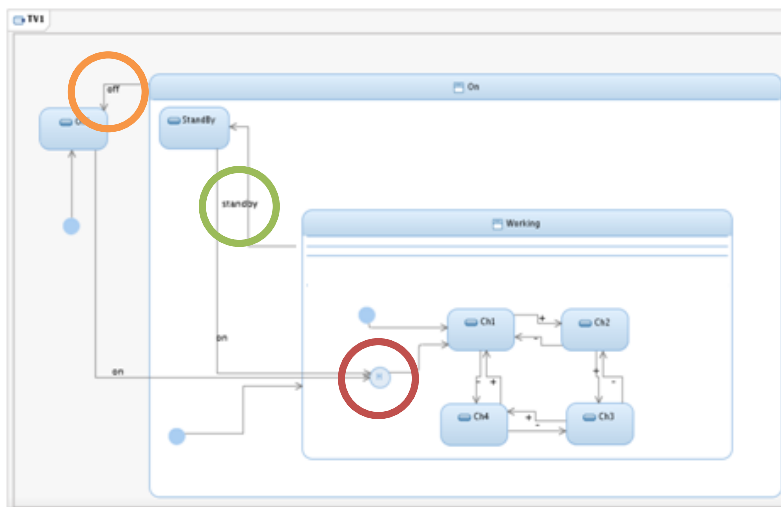 TV1
On
off
StandBy
standby
Working
Ch1
+
Ch2
-
on
H
+
on
- +
-
Ch4
+
-
Ch3